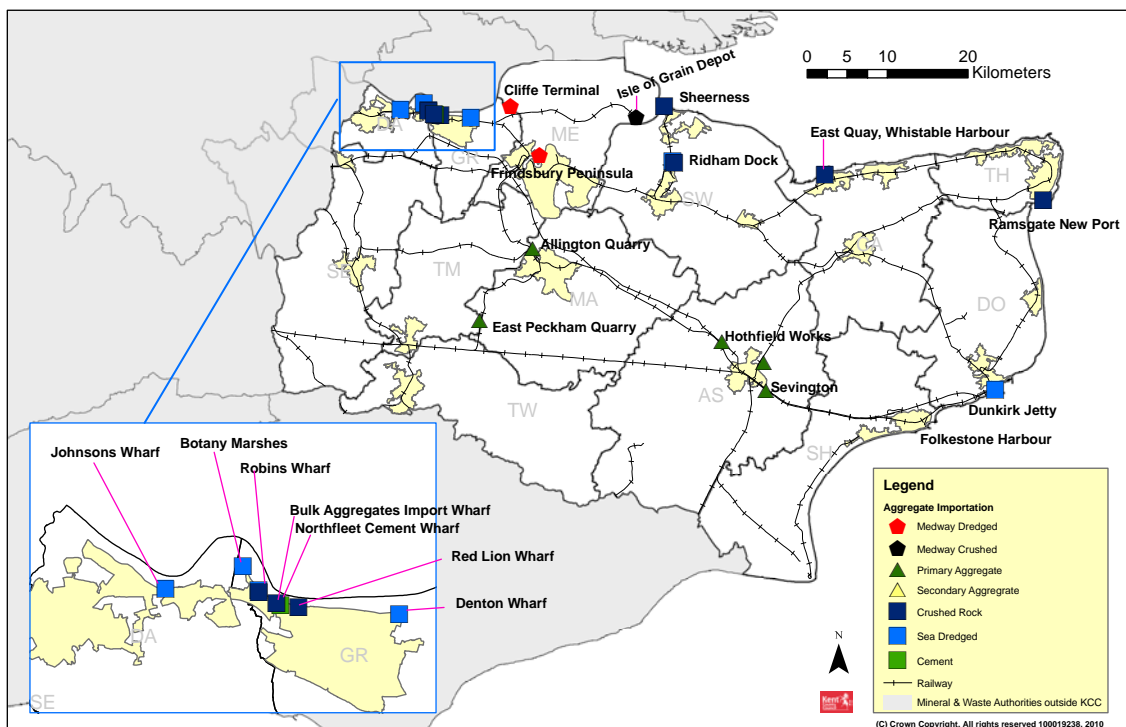 0 5 10 20
Kilometers
Isle of Grain Depot
Cliffe Terminal
Sheerness
East Quay, Whistable Harbour
DA
GR
ME
Ridham Dock
Frindsbury Peninsula
SW
TH
Ramsgate New Port
CA
Allington Quarry
SE
TM
MA
DO
East Peckham Quarry
Hothfield Works
AS
Sevington
TW
Dunkirk Jetty
Folkestone Harbour
SH
Botany Marshes
Johnsons Wharf
Robins Wharf
Bulk Aggregates Import Wharf
Northfleet Cement Wharf
Red Lion Wharf
Denton Wharf
DA
GR
SE
Legend
Aggregate Importation
Medway Dredged
Medway Crushed
Primary Aggregate
Secondary Aggregate
Crushed Rock
Sea Dredged
Cement
Railway
Mineral & Waste Authorities outside KCC
N
Kent
(C) Crown Copyright. All rights reserved 100019238, 2010